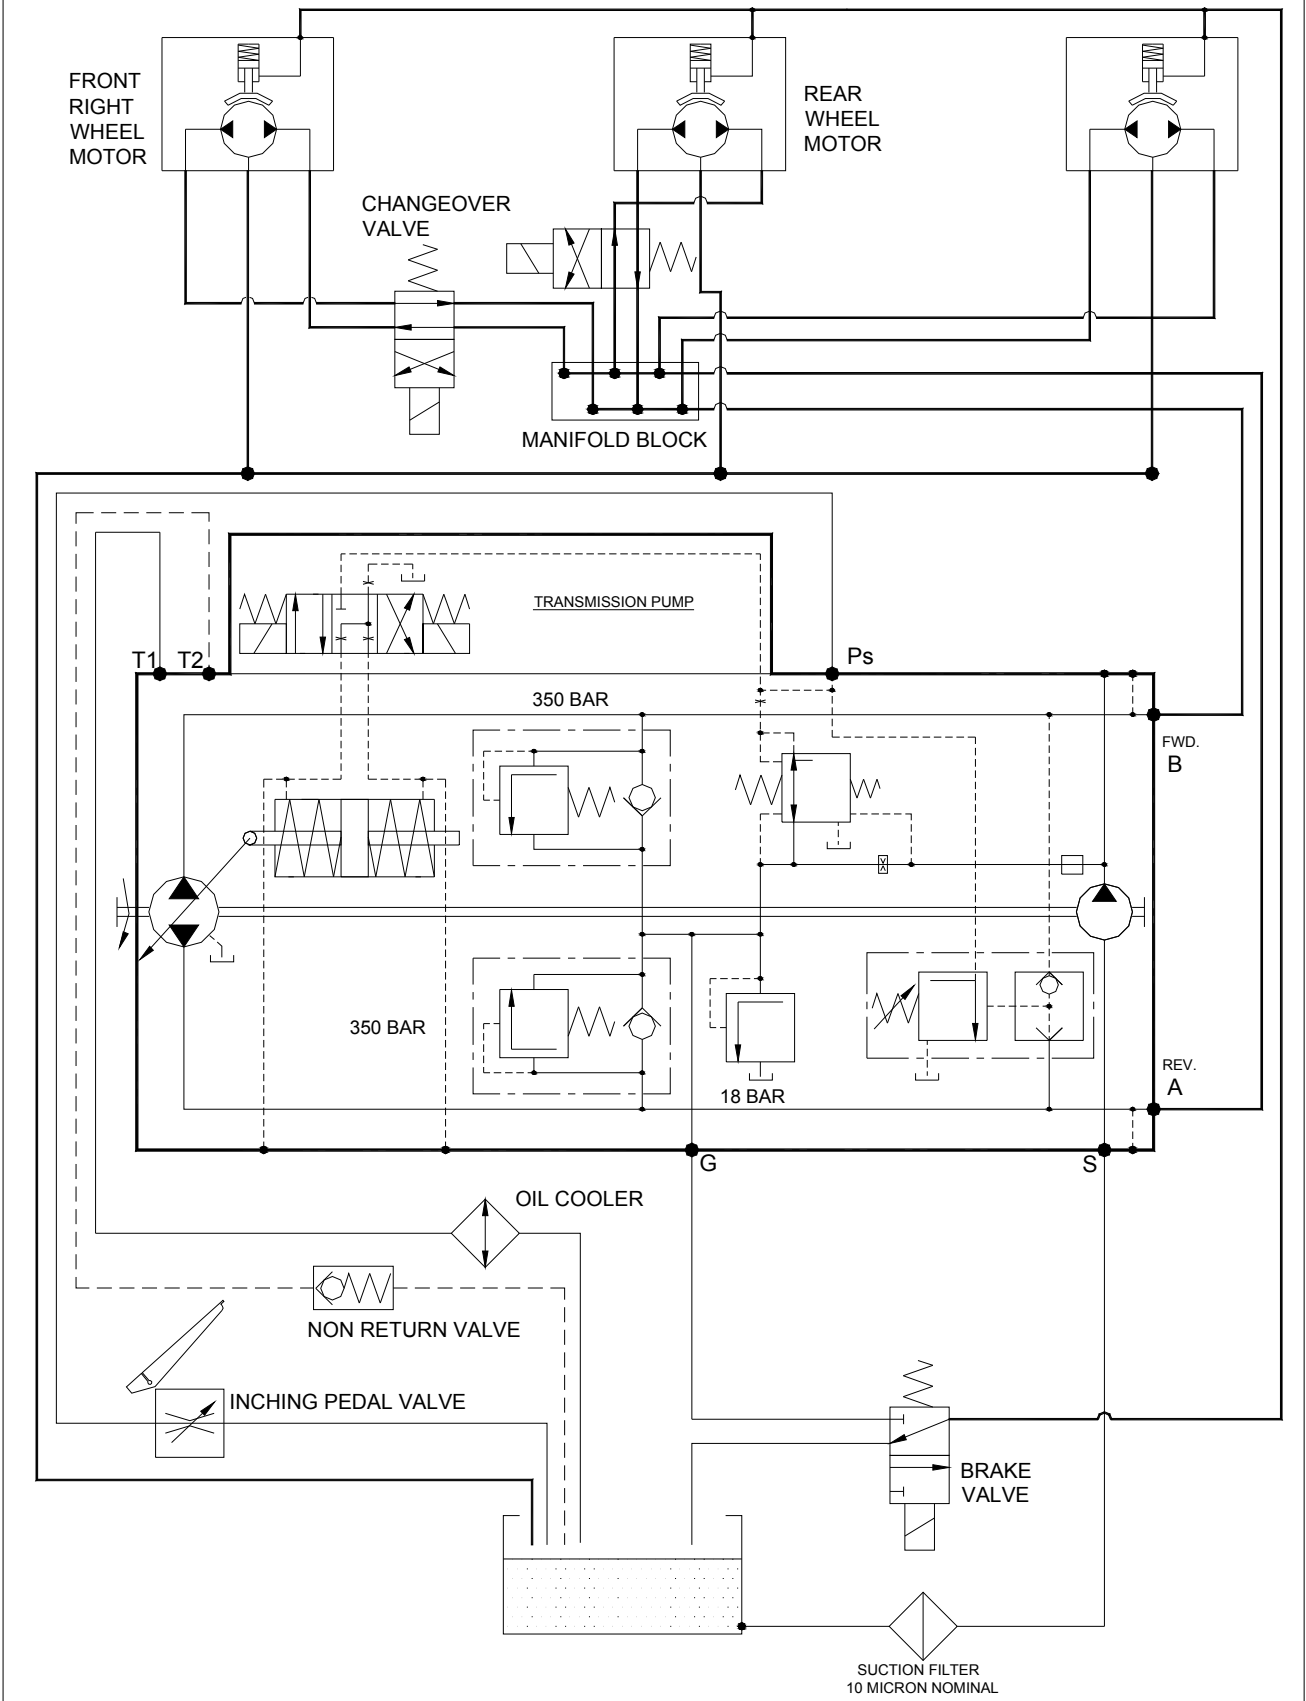 FRONT
RIGHT
WHEEL
MOTOR
REAR
WHEEL
MOTOR
CHANGEOVER
VALVE
MANIFOLD BLOCK
TRANSMISSION PUMP
T1
T2
Ps
350 BAR
FWD.
B
350 BAR
18 BAR
REV.
A
G
S
OIL COOLER
NON RETURN VALVE
INCHING PEDAL VALVE
BRAKE
VALVE
SUCTION FILTER
10 MICRON NOMINAL